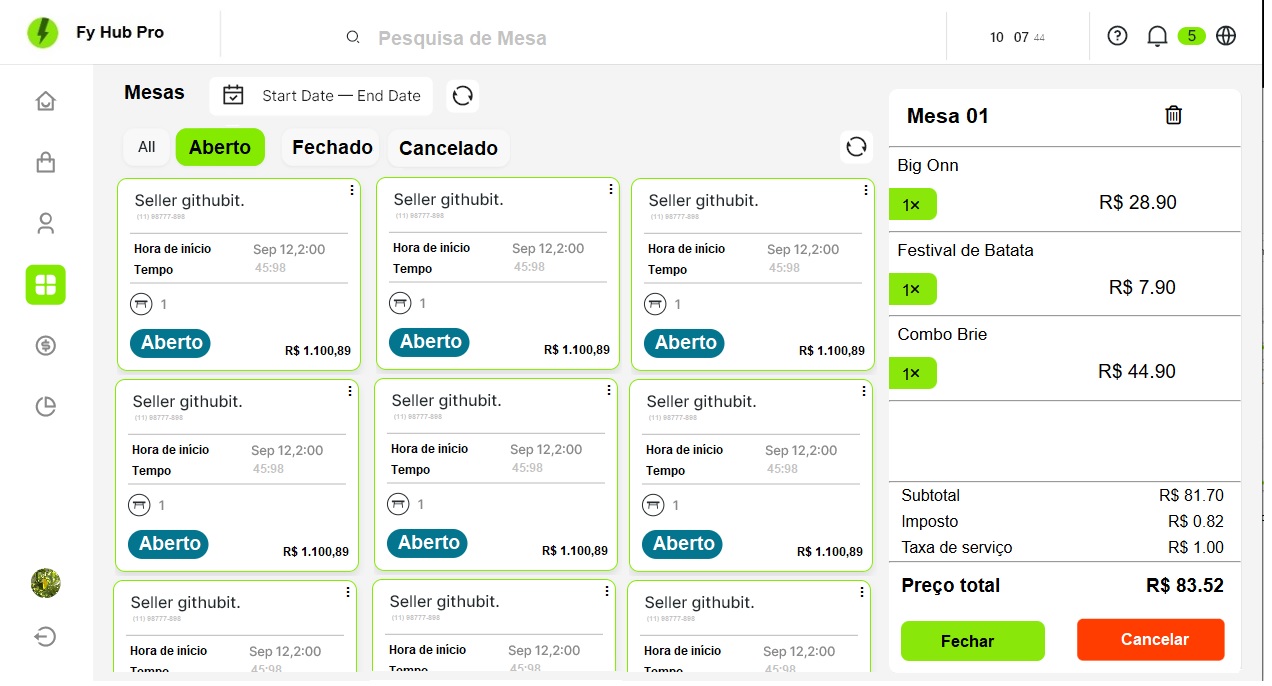 Fy Hub Pro
Pesquisa de Mesa
10 07 44
5
Mesas
Start Date — End Date
All
Aberto
Fechado
Cancelado
Seller githubit.
(11) 98777-898
Hora de início Sep 12,2:00
Tempo 45:98
1
Aberto
R$ 1.100,89
Seller githubit.
(11) 98777-898
Hora de início Sep 12,2:00
Tempo 45:98
1
Aberto
R$ 1.100,89
Seller githubit.
(11) 98777-898
Hora de início Sep 12,2:00
Tempo 45:98
1
Aberto
R$ 1.100,89
Seller githubit.
(11) 98777-898
Hora de início Sep 12,2:00
Tempo 45:98
1
Aberto
R$ 1.100,89
Seller githubit.
(11) 98777-898
Hora de início Sep 12,2:00
Tempo 45:98
1
Aberto
R$ 1.100,89
Seller githubit.
(11) 98777-898
Hora de início Sep 12,2:00
Tempo 45:98
1
Aberto
R$ 1.100,89
Seller githubit.
(11) 98777-898
Hora de início Sep 12,2:00
Tempo 45:98
Seller githubit.
(11) 98777-898
Hora de início Sep 12,2:00
Tempo 45:98
Seller githubit.
(11) 98777-898
Hora de início Sep 12,2:00
Tempo 45:98
Mesa 01
Big Onn
1× R$ 28.90
Festival de Batata
1× R$ 7.90
Combo Brie
1× R$ 44.90
Subtotal R$ 81.70
Imposto R$ 0.82
Taxa de serviço R$ 1.00
Preço total R$ 83.52
Fechar
Cancelar